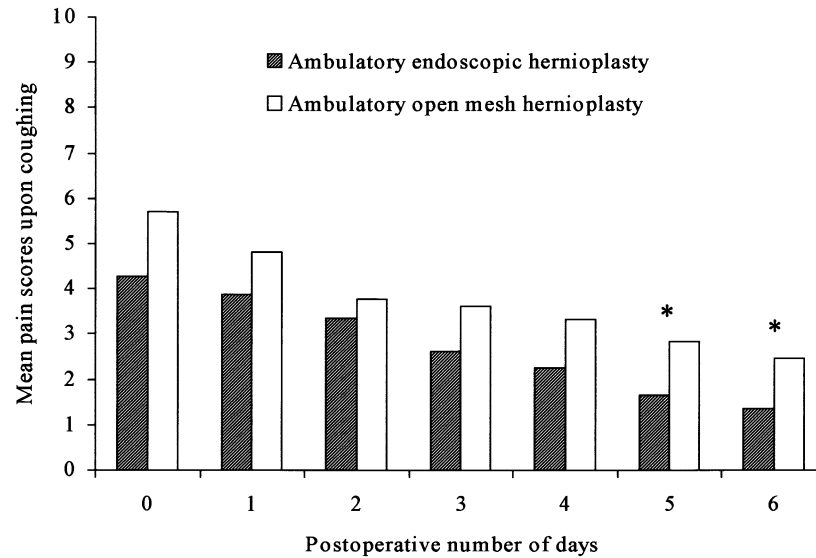 10
9
8
7
6
5
4
3
2
1
0
Mean pain scores upon coughing
Ambulatory endoscopic hernioplasty
Ambulatory open mesh hernioplasty
* *
0 1 2 3 4 5 6
Postoperative number of days